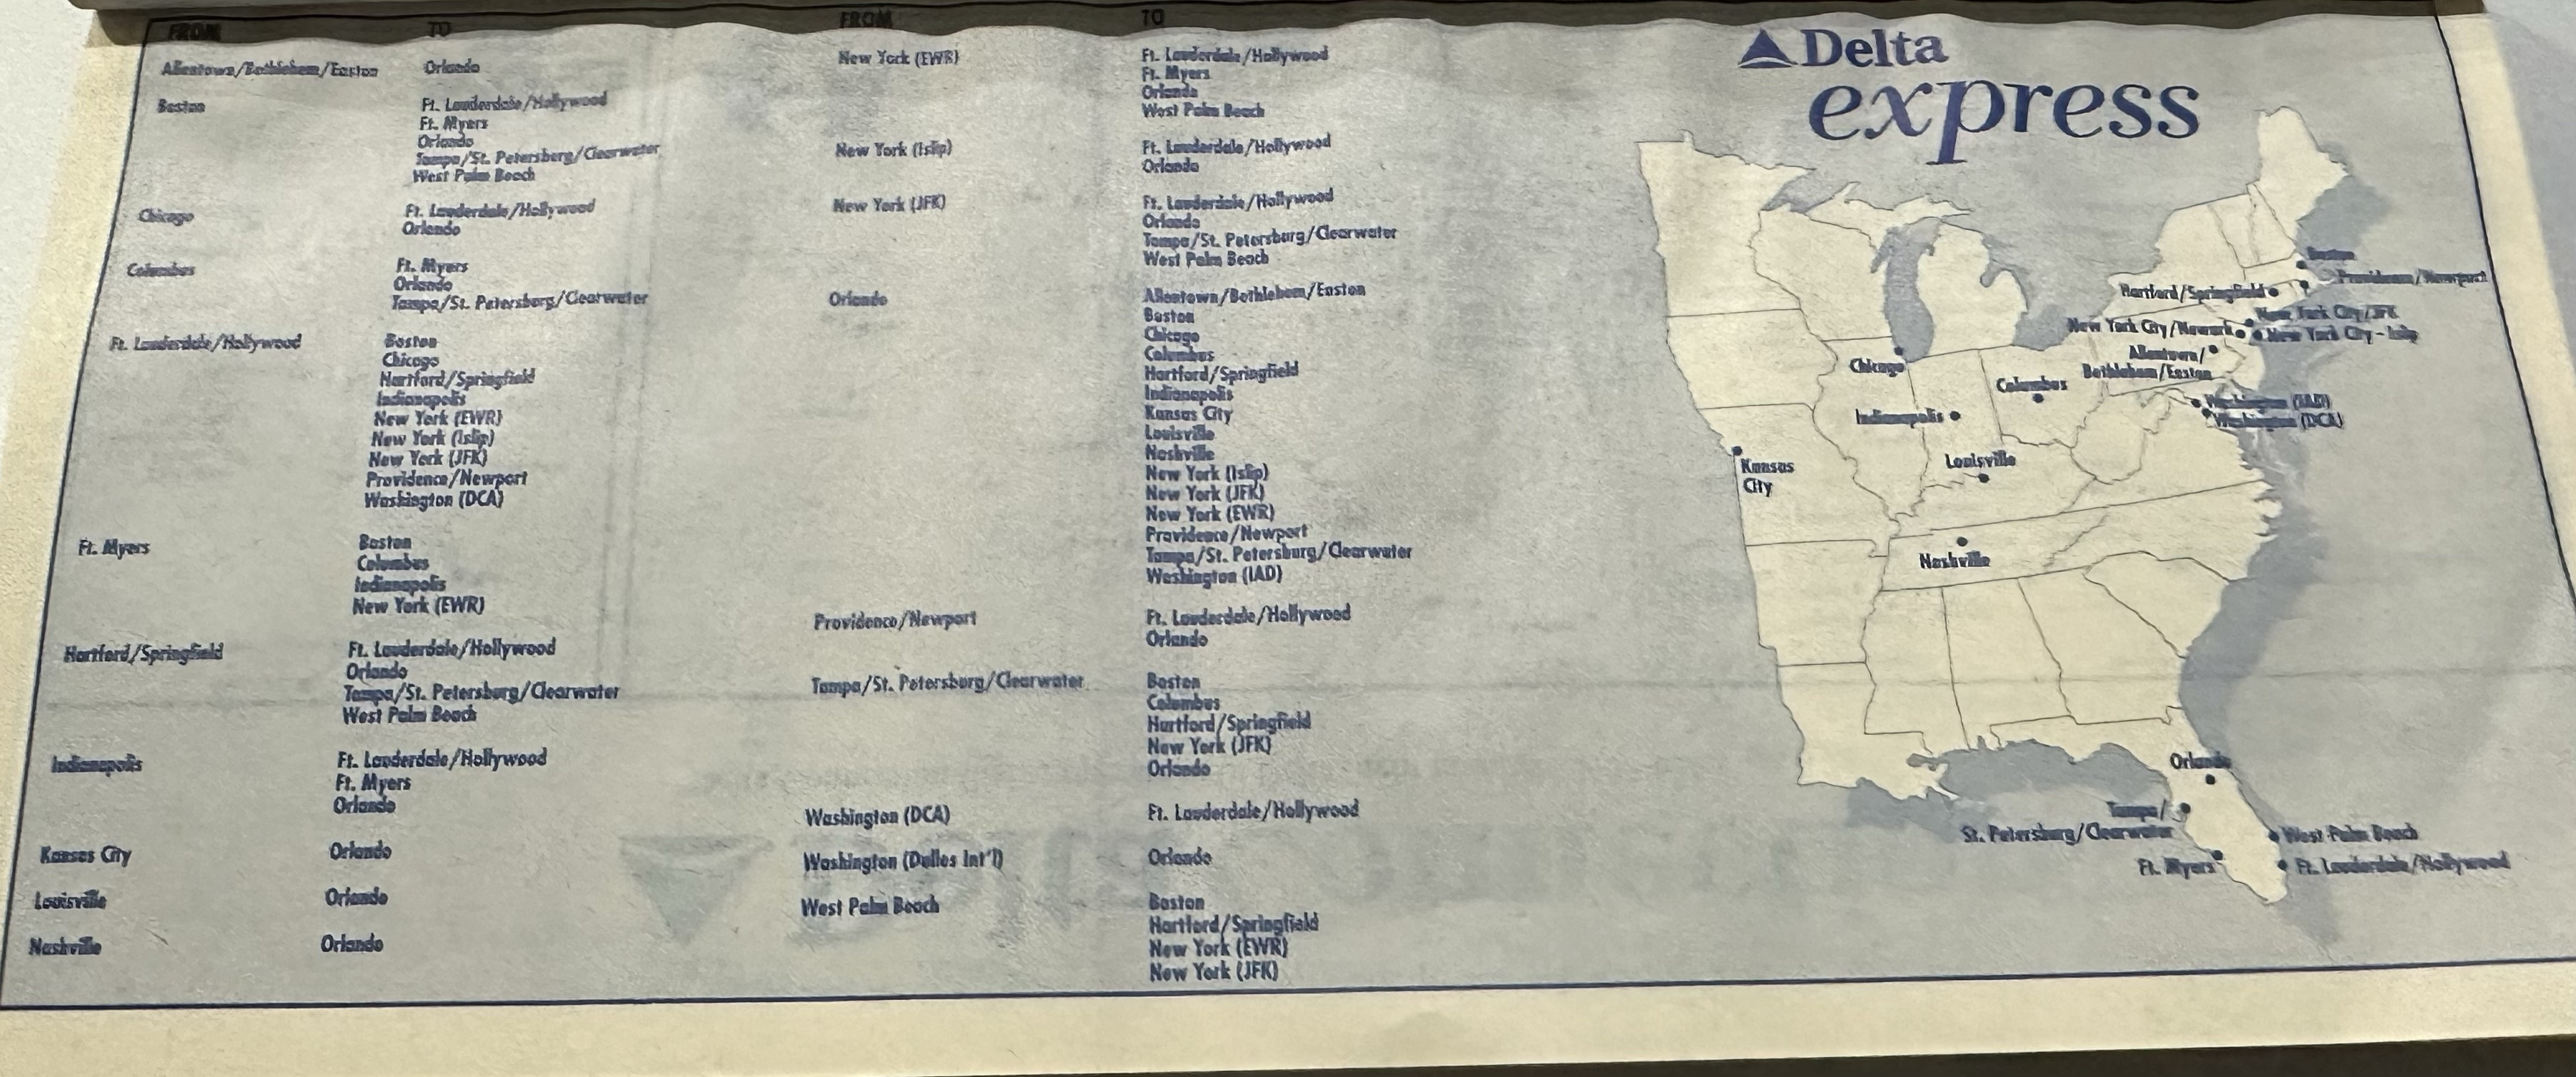 FROM TO
Allentown/Bethlehem/Easton Orlando
Boston Ft. Lauderdale/Hollywood
Ft. Myers
Orlando
Tampa/St. Petersburg/Clearwater
West Palm Beach
Chicago Ft. Lauderdale/Hollywood
Orlando
Columbus Ft. Myers
Orlando
Tampa/St. Petersburg/Clearwater
Ft. Lauderdale/Hollywood Boston
Chicago
Hartford/Springfield
Indianapolis
New York (EWR)
New York (Islip)
New York (JFK)
Providence/Newport
Washington (DCA)
Ft. Myers Boston
Columbus
Indianapolis
New York (EWR)
Hartford/Springfield Ft. Lauderdale/Hollywood
Orlando
Tampa/St. Petersburg/Clearwater
West Palm Beach
Indianapolis Ft. Lauderdale/Hollywood
Ft. Myers
Orlando
Kansas City Orlando
Louisville Orlando
Nashville Orlando
FROM TO
New York (EWR) Ft. Lauderdale/Hollywood
Ft. Myers
Orlando
West Palm Beach
New York (Islip) Ft. Lauderdale/Hollywood
Orlando
New York (JFK) Ft. Lauderdale/Hollywood
Orlando
Tampa/St. Petersburg/Clearwater
West Palm Beach
Orlando Allentown/Bethlehem/Easton
Boston
Chicago
Columbus
Hartford/Springfield
Indianapolis
Kansas City
Louisville
Nashville
New York (Islip)
New York (JFK)
New York (EWR)
Providence/Newport
Tampa/St. Petersburg/Clearwater
Washington (IAD)
Providence/Newport Ft. Lauderdale/Hollywood
Orlando
Tampa/St. Petersburg/Clearwater Boston
Columbus
Hartford/Springfield
New York (JFK)
Orlando
Washington (DCA) Ft. Lauderdale/Hollywood
Washington (Dulles Int'l) Orlando
West Palm Beach Boston
Hartford/Springfield
New York (EWR)
New York (JFK)
Delta
express
Boston
Providence/Newport
Hartford/Springfield
New York City/JFK
New York City/Newark
New York City - Islip
Allentown/
Bethlehem/Easton
Chicago
Columbus
Washington (IAD)
Washington (DCA)
Indianapolis
Louisville
Kansas
City
Nashville
Orlando
Tampa/
St. Petersburg/Clearwater
West Palm Beach
Ft. Myers
Ft. Lauderdale/Hollywood